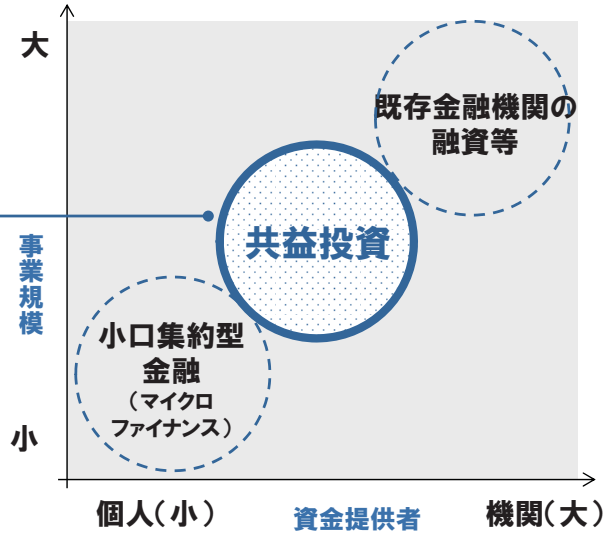 大
既存金融機関の
融資等
共益投資
事業規模
小口集約型
金融
（マイクロ
ファイナンス）
小
個人（小）
資金提供者
機関（大）